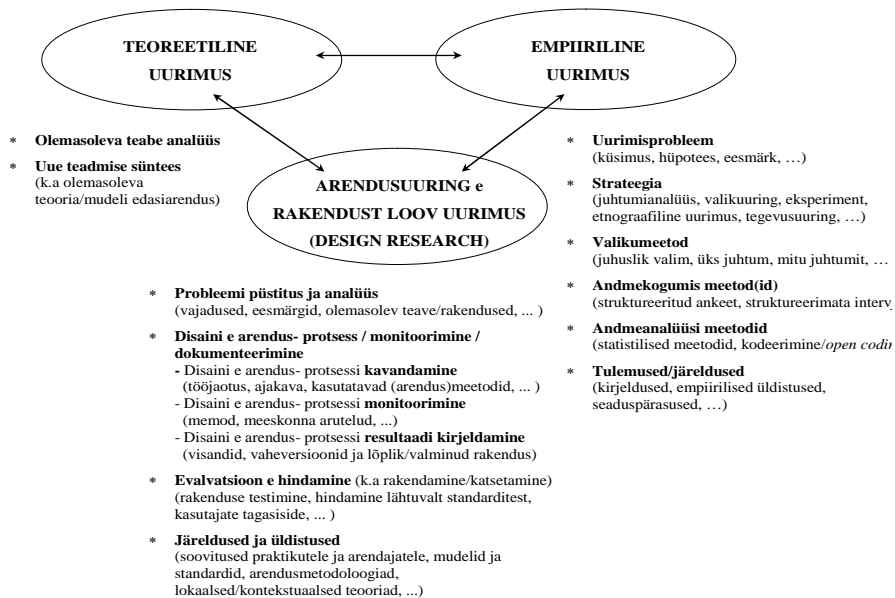 TEOREETILINE
UURIMUS
EMPIIRILINE
UURIMUS
* Olemasoleva teabe analüüs
* Uue teadmise süntees
(k.a olemasoleva
teooria/mudeli edasiarendus)
ARENDUSUURING e
RAKENDUST LOOV UURIMUS
(DESIGN RESEARCH)
* Uurimisprobleem
(küsimus, hüpotees, eesmärk, …)
* Strateegia
(juhtumianalüüs, valikuuring, eksperiment,
etnograafiline uurimus, tegevusuuring, …)
* Valikumeetod
(juhuslik valim, üks juhtum, mitu juhtumit, …
* Andmekogumis meetod(id)
(struktureeritud ankeet, struktureerimata
* Andmeanalüüsi meetodid
(statistilised meetodid, kodeerimine/open
* Tulemused/järeldused
(kirjeldused, empiirilised üldistused,
seaduspärasused, …)
* Probleemi püstitus ja analüüs
(vajadused, eesmärgid, olemasolev teave/rakendused, ... )
* Disaini e arendus- protsess / monitoorimine /
dokumenteerimine
- Disaini e arendus- protsessi kavandamine
(tööjaotus, ajakava, kasutatavad (arendus)meetodid, ... )
- Disaini e arendus- protsessi monitoorimine
(memod, meeskonna arutelud, ...)
- Disaini e arendus- protsessi resultaadi kirjeldamine
(visandid, vaheversioonid ja lõplik/valminud rakendus)
* Evalvatsioon e hindamine (k.a rakendamine/katsetamine)
(rakenduse testimine, hindamine lähtuvalt standarditest,
kasutajate tagasiside, ... )
* Järeldused ja üldistused
(soovitused praktikutele ja arendajatele, mudelid ja
standardid, arendusmetodoloogiad,
lokaalsed/kontekstuaalsed teooriad, ...)